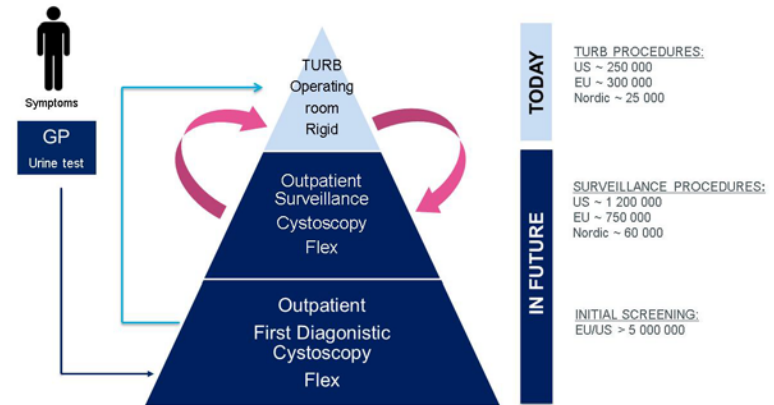 Symptoms
GP
Urine test
TURB
Operating
room
Rigid
Outpatient
Surveillance
Cystoscopy
Flex
Outpatient
First Diagonistic
Cystoscopy
Flex
TODAY
IN FUTURE
TURB PROCEDURES:
US ~ 250 000
EU ~ 300 000
Nordic ~ 25 000
SURVEILLANCE PROCEDURES:
US ~ 1 200 000
EU ~ 750 000
Nordic ~ 60 000
INITIAL SCREENING:
EU/US > 5 000 000